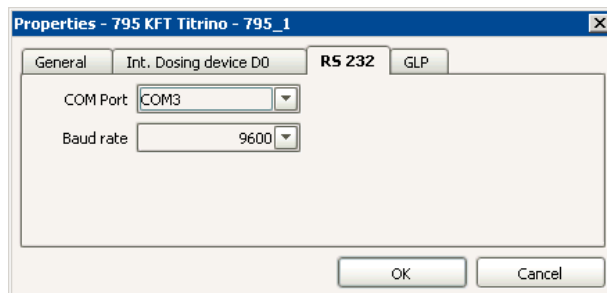 Properties - 795 KFT Titrino - 795_1
General Int. Dosing device D0 RS 232 GLP
COM Port COM3
Baud rate 9600
OK Cancel